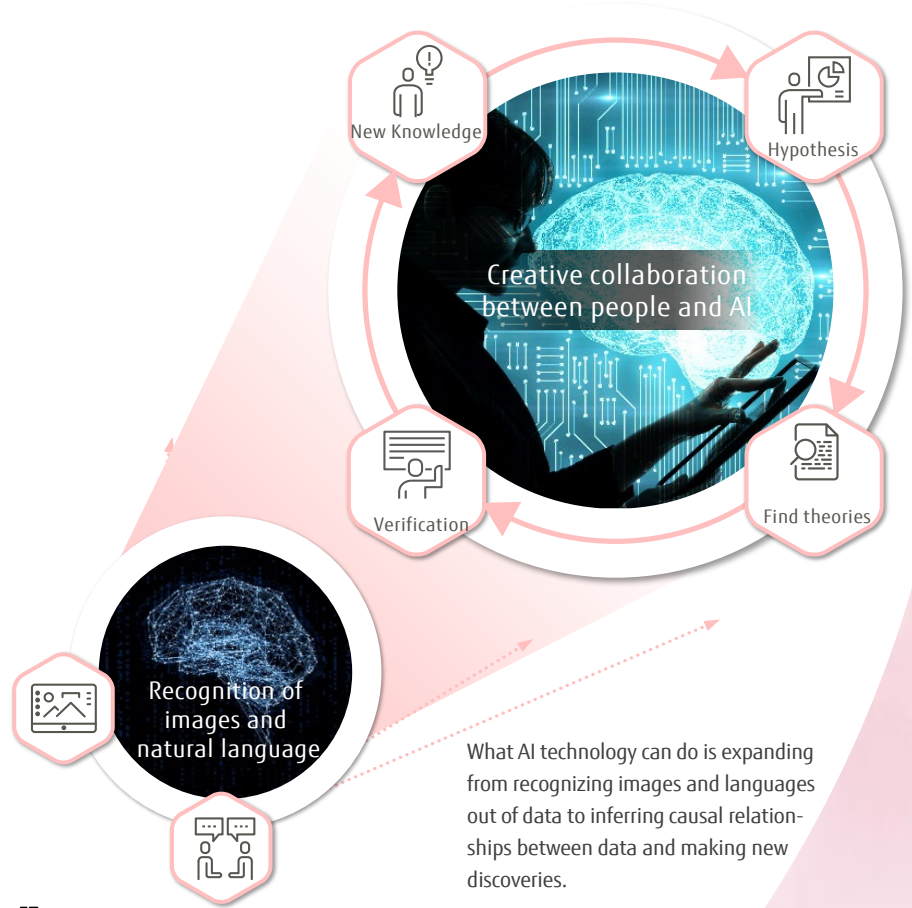 New Knowledge
Hypothesis
Creative collaboration
between people and AI
Verification
Find theories
Recognition of
images and
natural language
What AI technology can do is expanding
from recognizing images and languages
out of data to inferring causal relation-
ships between data and making new
discoveries.